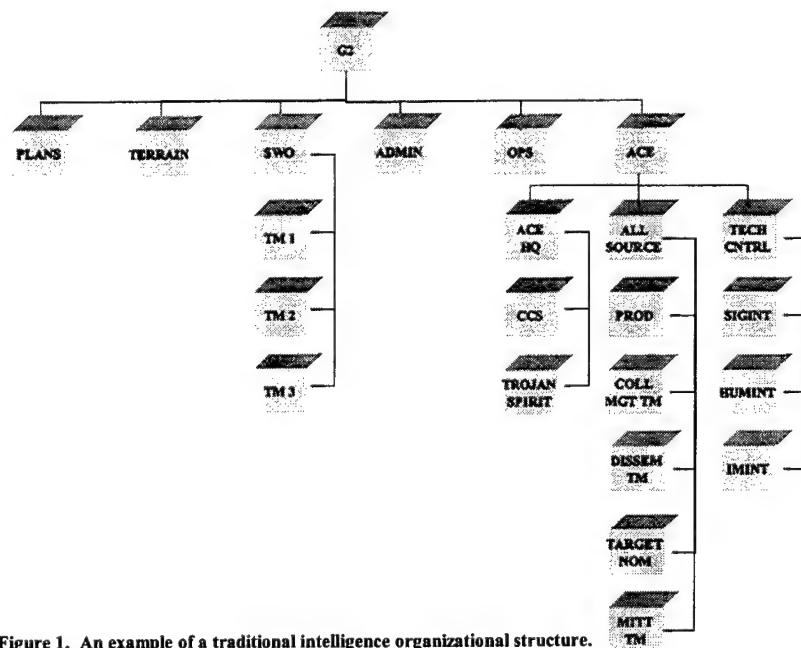 G2
PLANS
TERRAIN
SWO
ADMIN
OPS
ACE
TM 1
TM 2
TM 3
ACE
HQ
CCS
TROJAN
SPIRIT
ALL
SOURCE
PROD
COLL
MGT TM
DISSEM
TM
TARGET
NOM
MITT
TM
TECH
CNTRL
SIGINT
HUMINT
IMINT
Figure 1. An example of a traditional intelligence organizational structure.